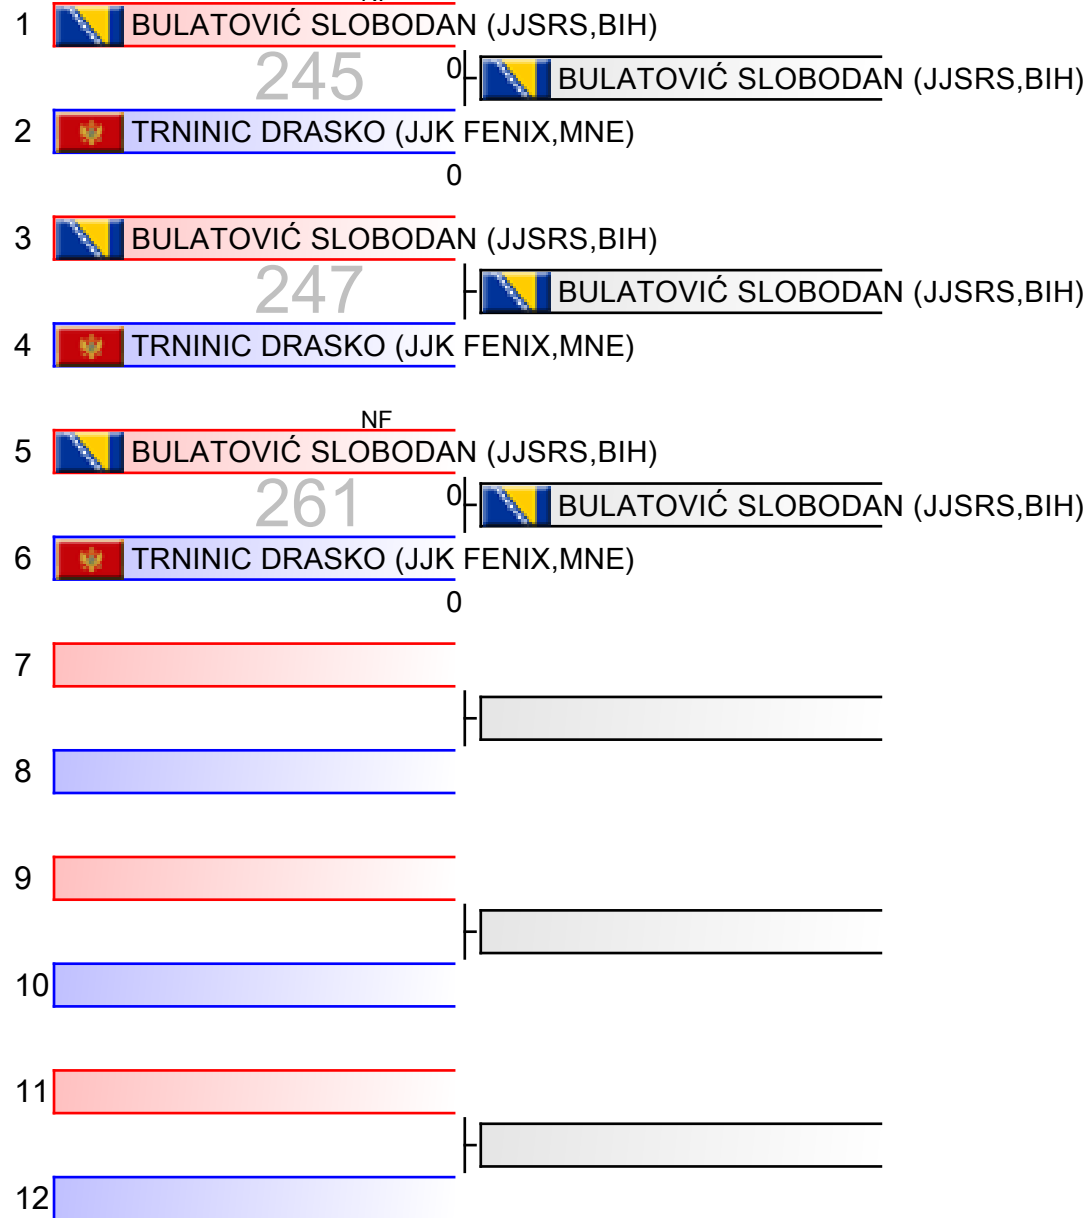 1 BULATOVIĆ SLOBODAN (JJSRS,BIH)
245 0 BULATOVIĆ SLOBODAN (JJSRS,BIH)
2 TRNINIC DRASKO (JJK FENIX,MNE)
0
3 BULATOVIĆ SLOBODAN (JJSRS,BIH)
247 BULATOVIĆ SLOBODAN (JJSRS,BIH)
4 TRNINIC DRASKO (JJK FENIX,MNE)
NF
5 BULATOVIĆ SLOBODAN (JJSRS,BIH)
261 0 BULATOVIĆ SLOBODAN (JJSRS,BIH)
6 TRNINIC DRASKO (JJK FENIX,MNE)
0
7
8
9
10
11
12